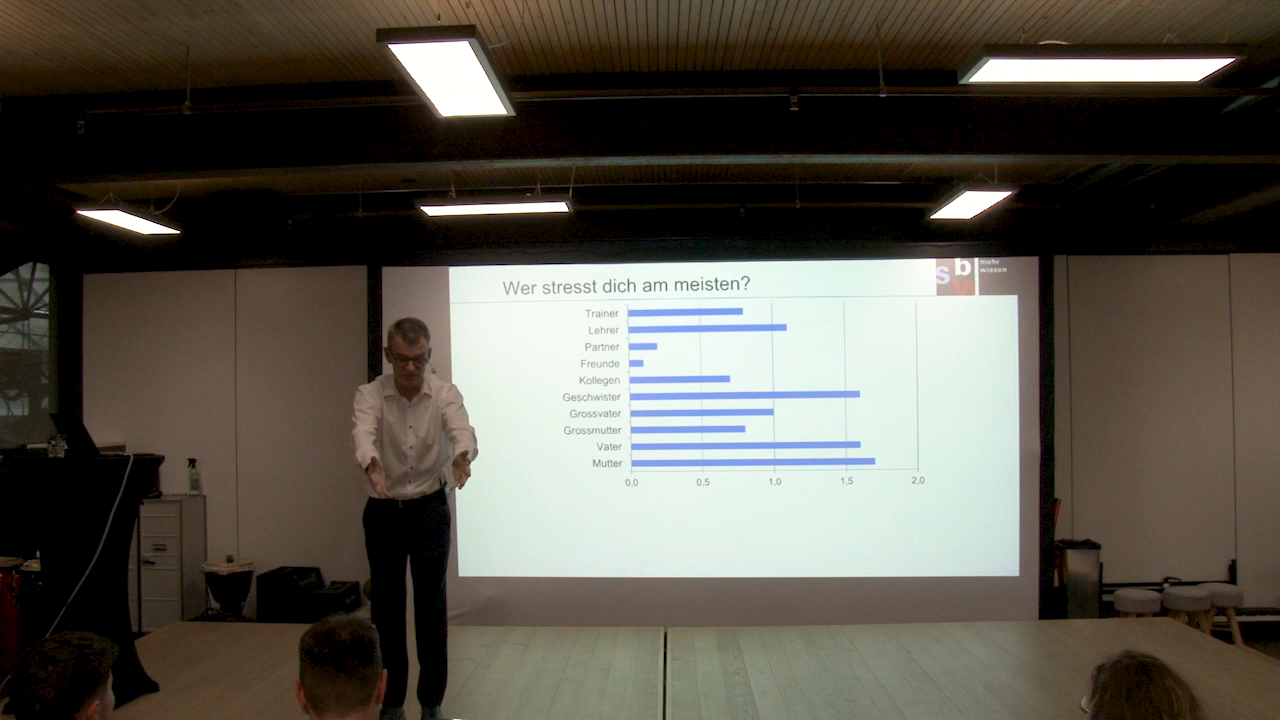 Wer stresst dich am meisten?
sb
mehr
wissen
Trainer
Lehrer
Partner
Freunde
Kollegen
Geschwister
Grossvater
Grossmutter
Vater
Mutter
0,0 0,5 1,0 1,5 2,0